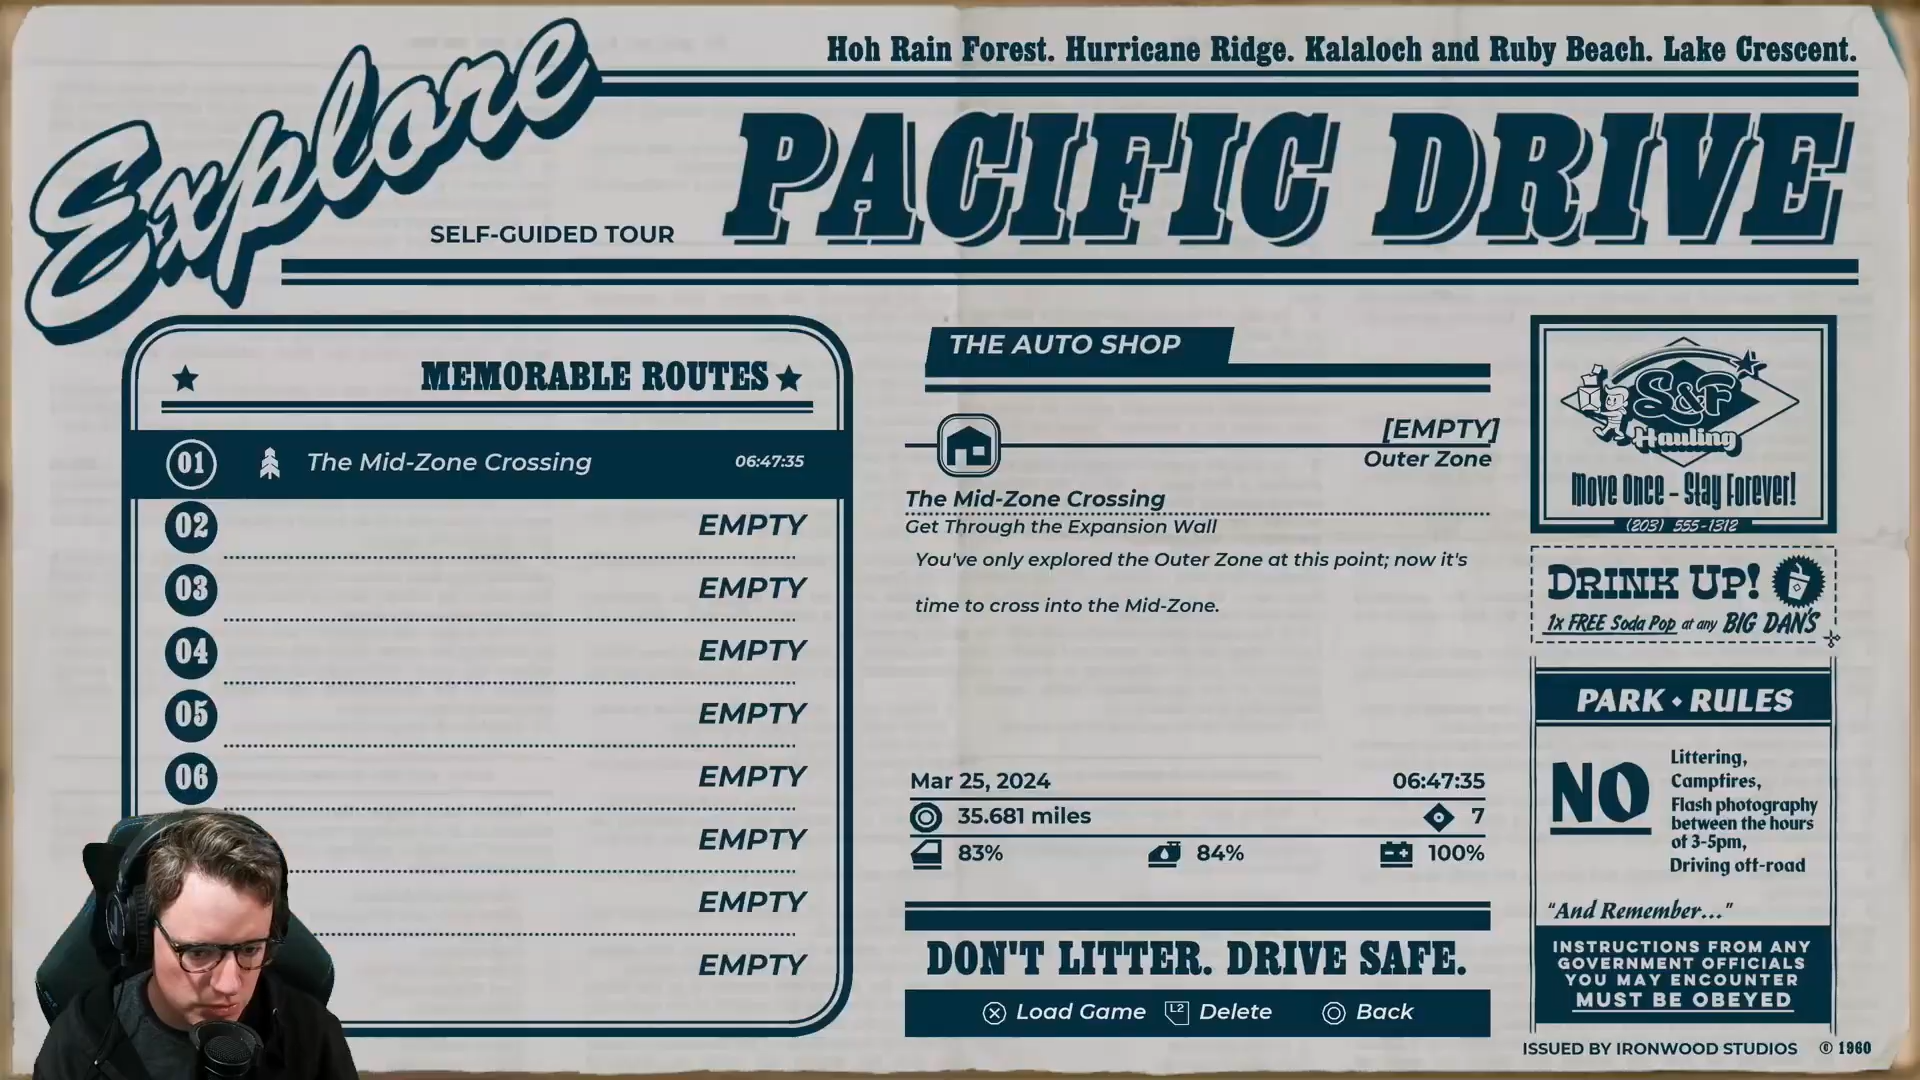 Explore
Hoh Rain Forest. Hurricane Ridge. Kalaloch and Ruby Beach. Lake Crescent.
SELF-GUIDED TOUR
PACIFIC DRIVE
MEMORABLE ROUTES
01 The Mid-Zone Crossing 06:47:35
02 EMPTY
03 EMPTY
04 EMPTY
05 EMPTY
06 EMPTY
EMPTY
EMPTY
EMPTY
THE AUTO SHOP
[EMPTY]
Outer Zone
The Mid-Zone Crossing
Get Through the Expansion Wall
You've only explored the Outer Zone at this point; now it's
time to cross into the Mid-Zone.
Mar 25, 2024 06:47:35
35.681 miles 7
83% 84% 100%
DON'T LITTER. DRIVE SAFE.
Load Game L2 Delete Back
S&F
Hauling
Move Once - Stay Forever!
(203) 555-1312
DRINK UP!
1x FREE Soda Pop at any BIG DAN'S
PARK • RULES
NO
Littering,
Campfires,
Flash photography
between the hours
of 3-5pm,
Driving off-road
"And Remember..."
INSTRUCTIONS FROM ANY
GOVERNMENT OFFICIALS
YOU MAY ENCOUNTER
MUST BE OBEYED
ISSUED BY IRONWOOD STUDIOS © 1960